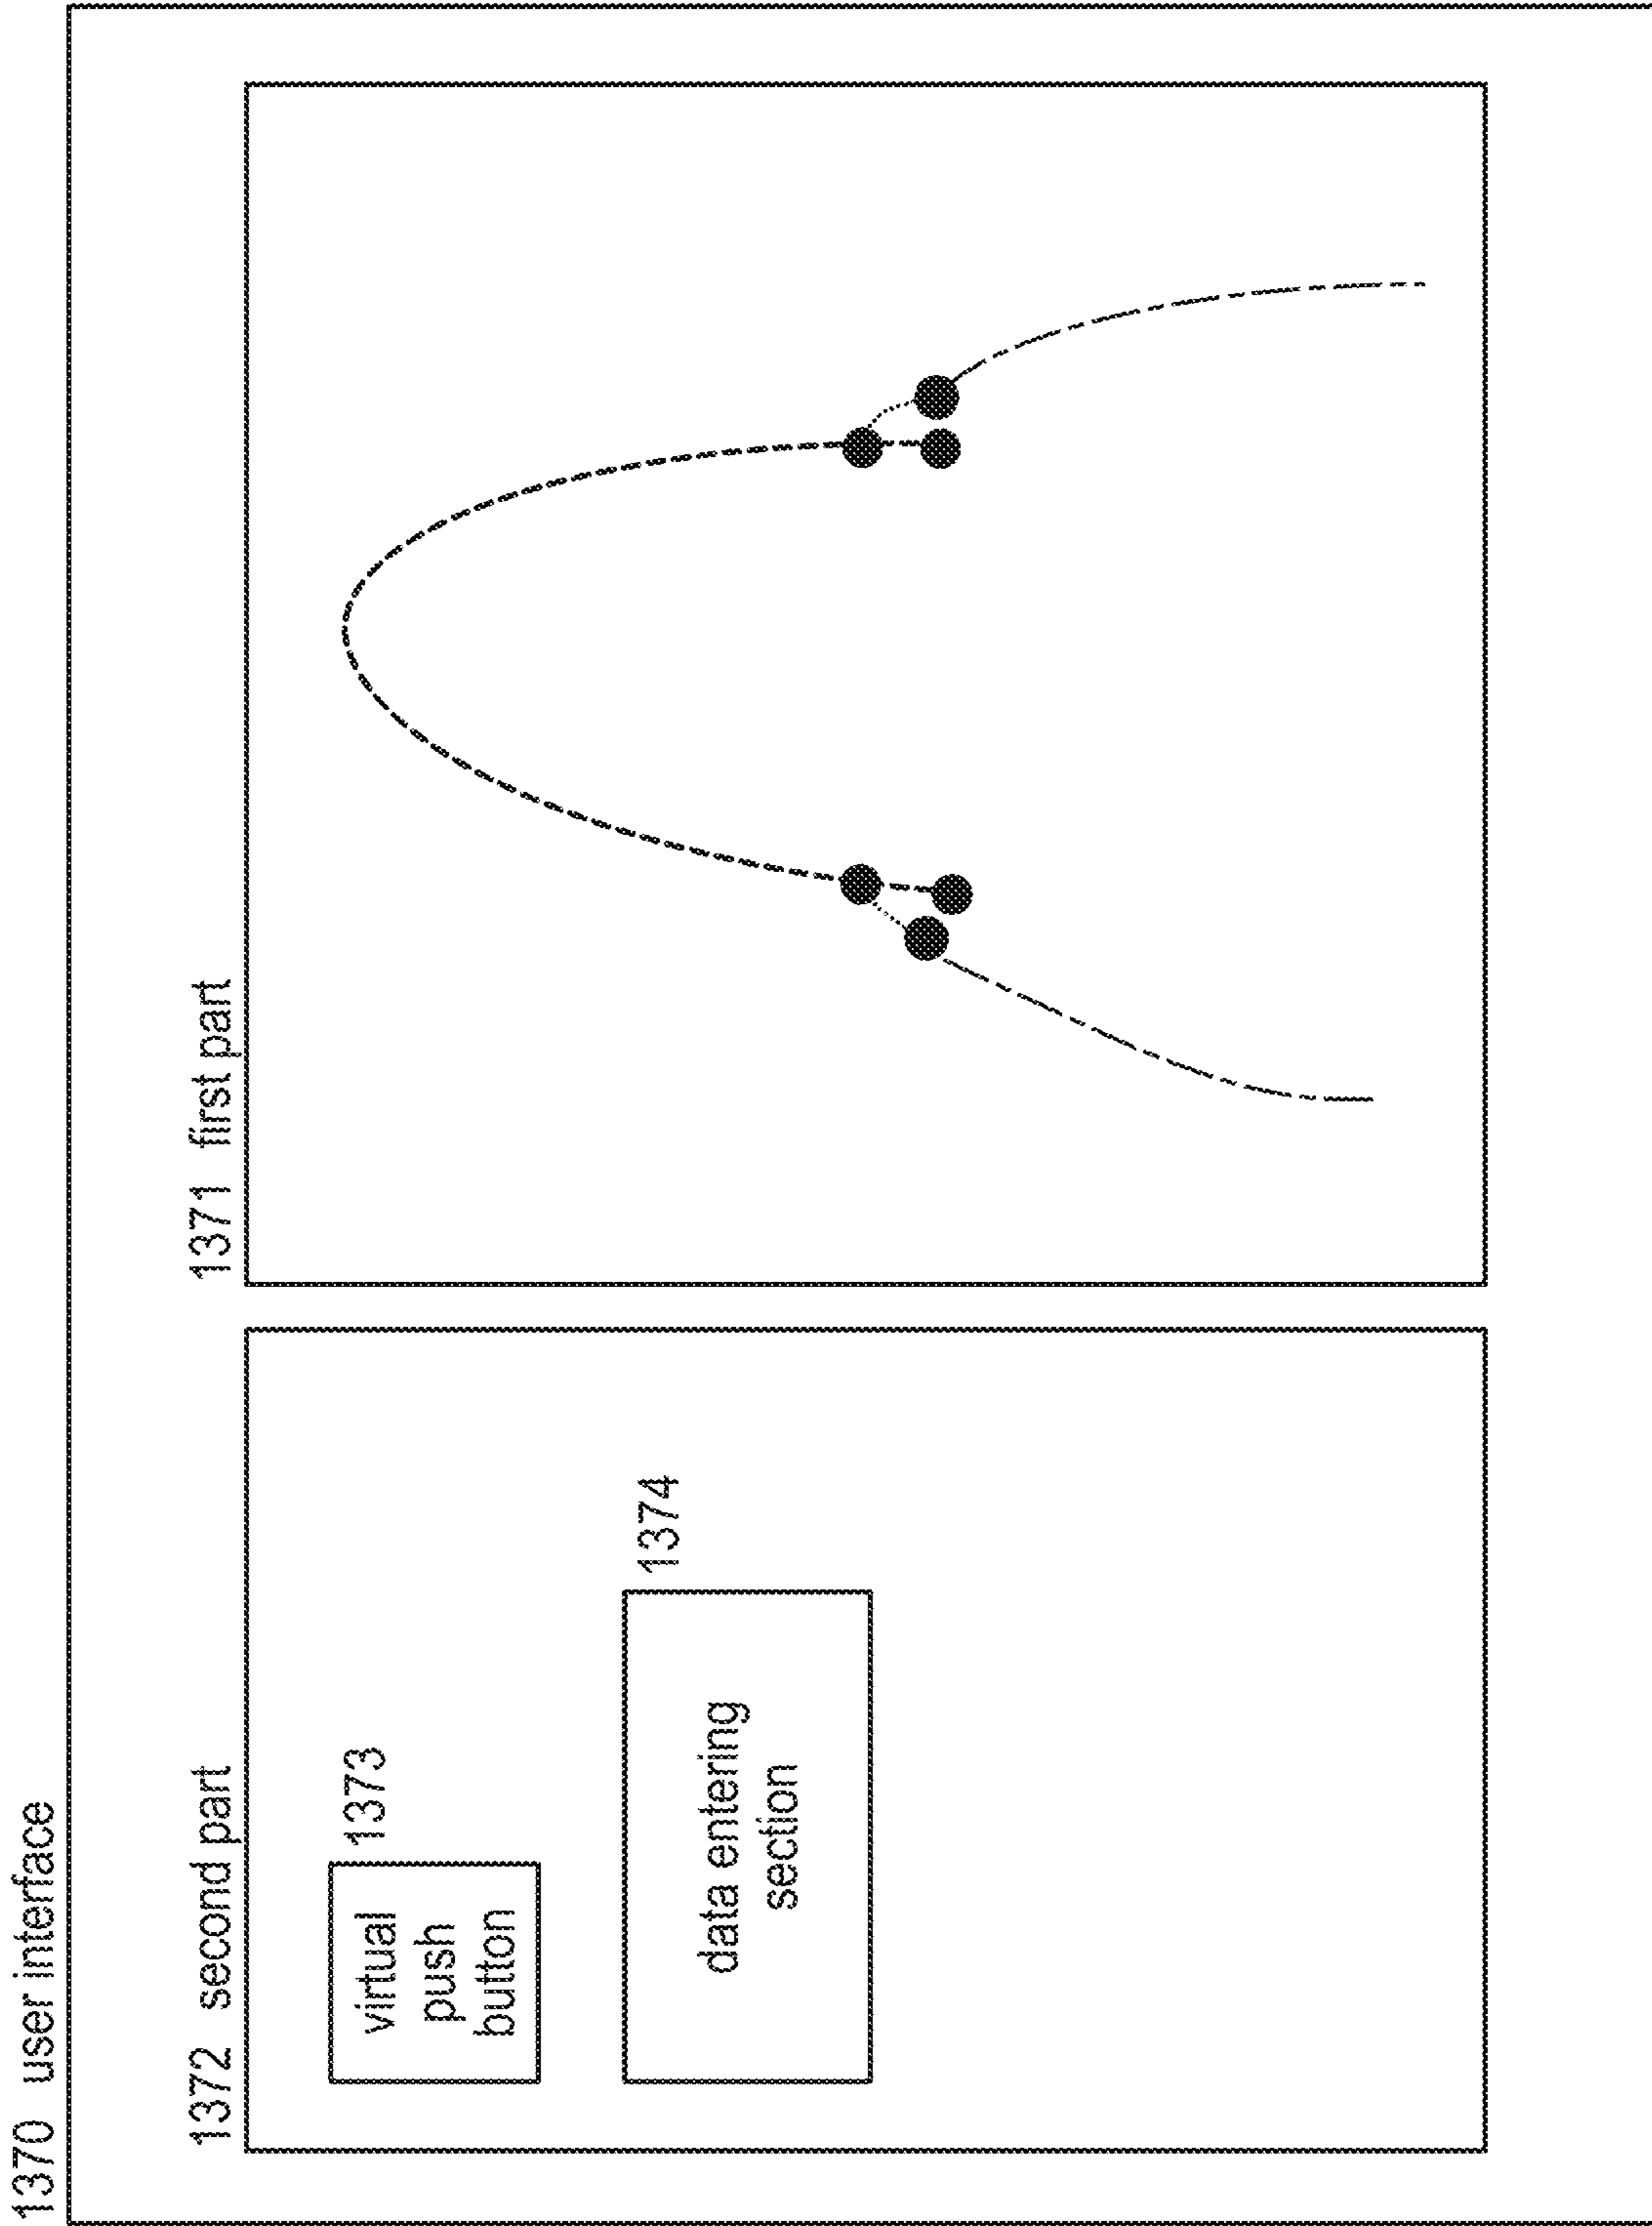 1370 user interface
1372 second part
1373
virtual
push
button
1374
data entering
section
1371 first part